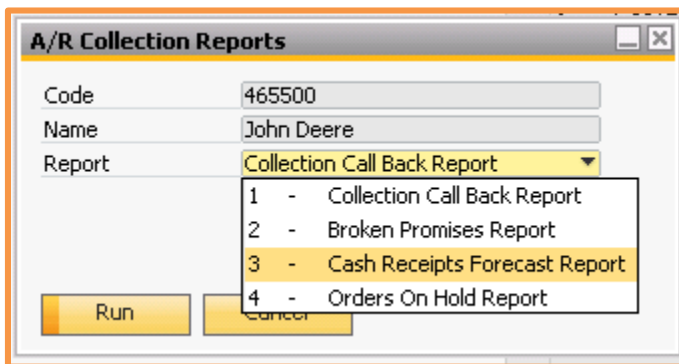 A/R Collection Reports
Code 465500
Name John Deere
Report Collection Call Back Report
1 - Collection Call Back Report
2 - Broken Promises Report
3 - Cash Receipts Forecast Report
4 - Orders On Hold Report
Run Cancel